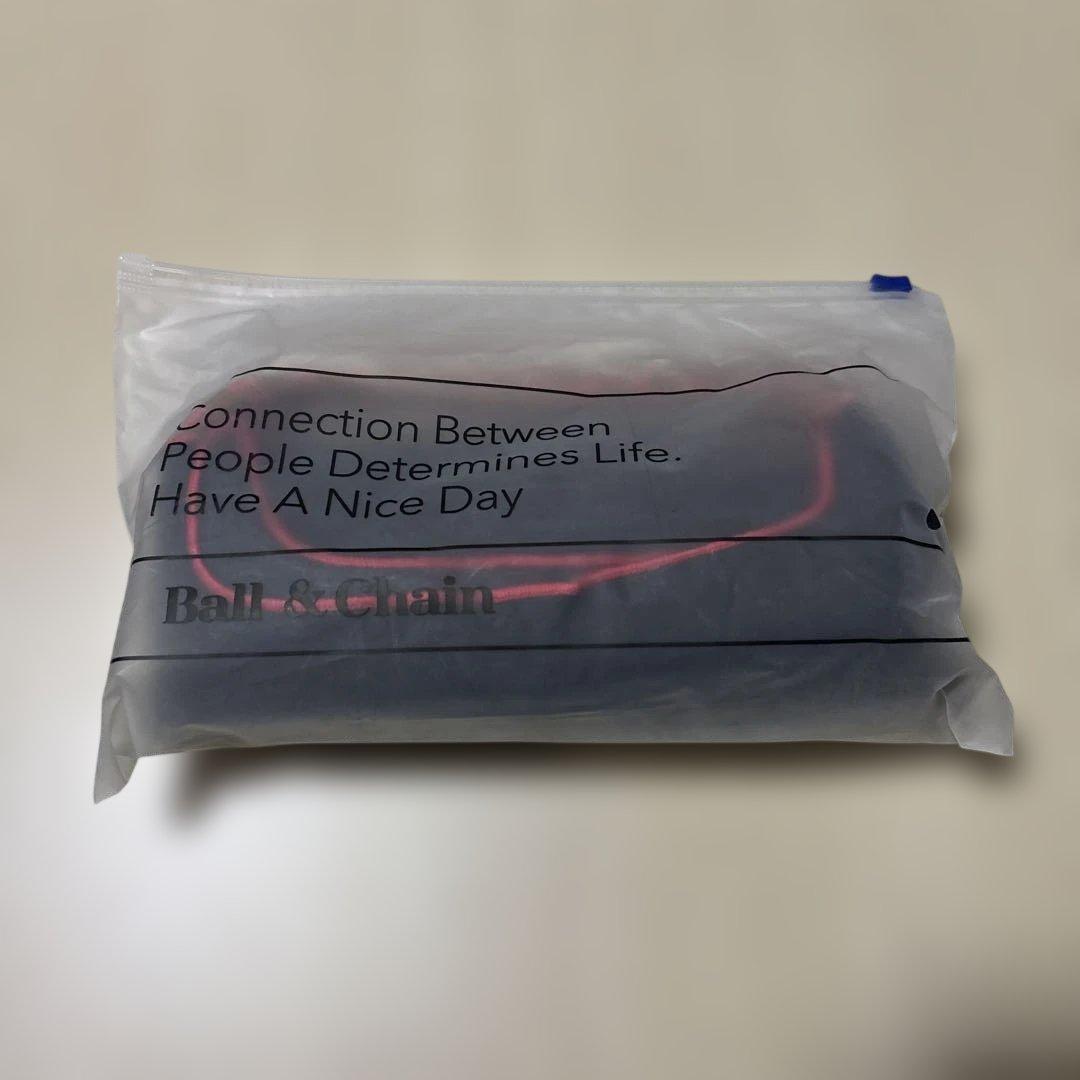 Connection Between
People Determines Life.
Have A Nice Day
Ball & Chain